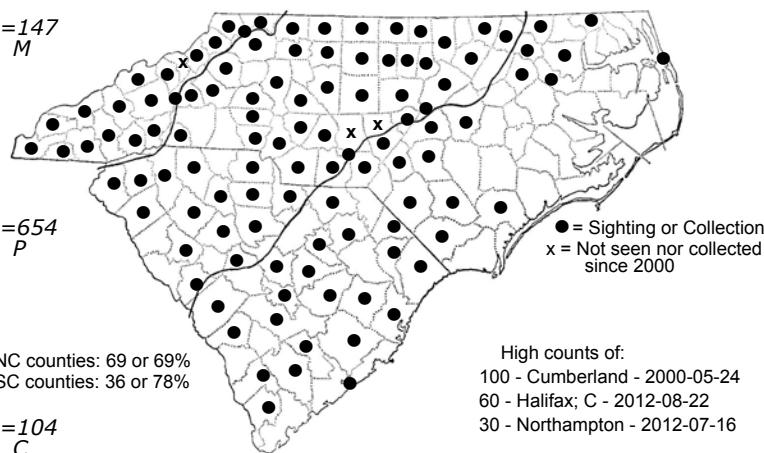 =147
M
=654
P
● = Sighting or Collection
x = Not seen nor collected
since 2000
NC counties: 69 or 69%
SC counties: 36 or 78%
High counts of:
100 - Cumberland - 2000-05-24
60 - Halifax; C - 2012-08-22
30 - Northampton - 2012-07-16
=104
C